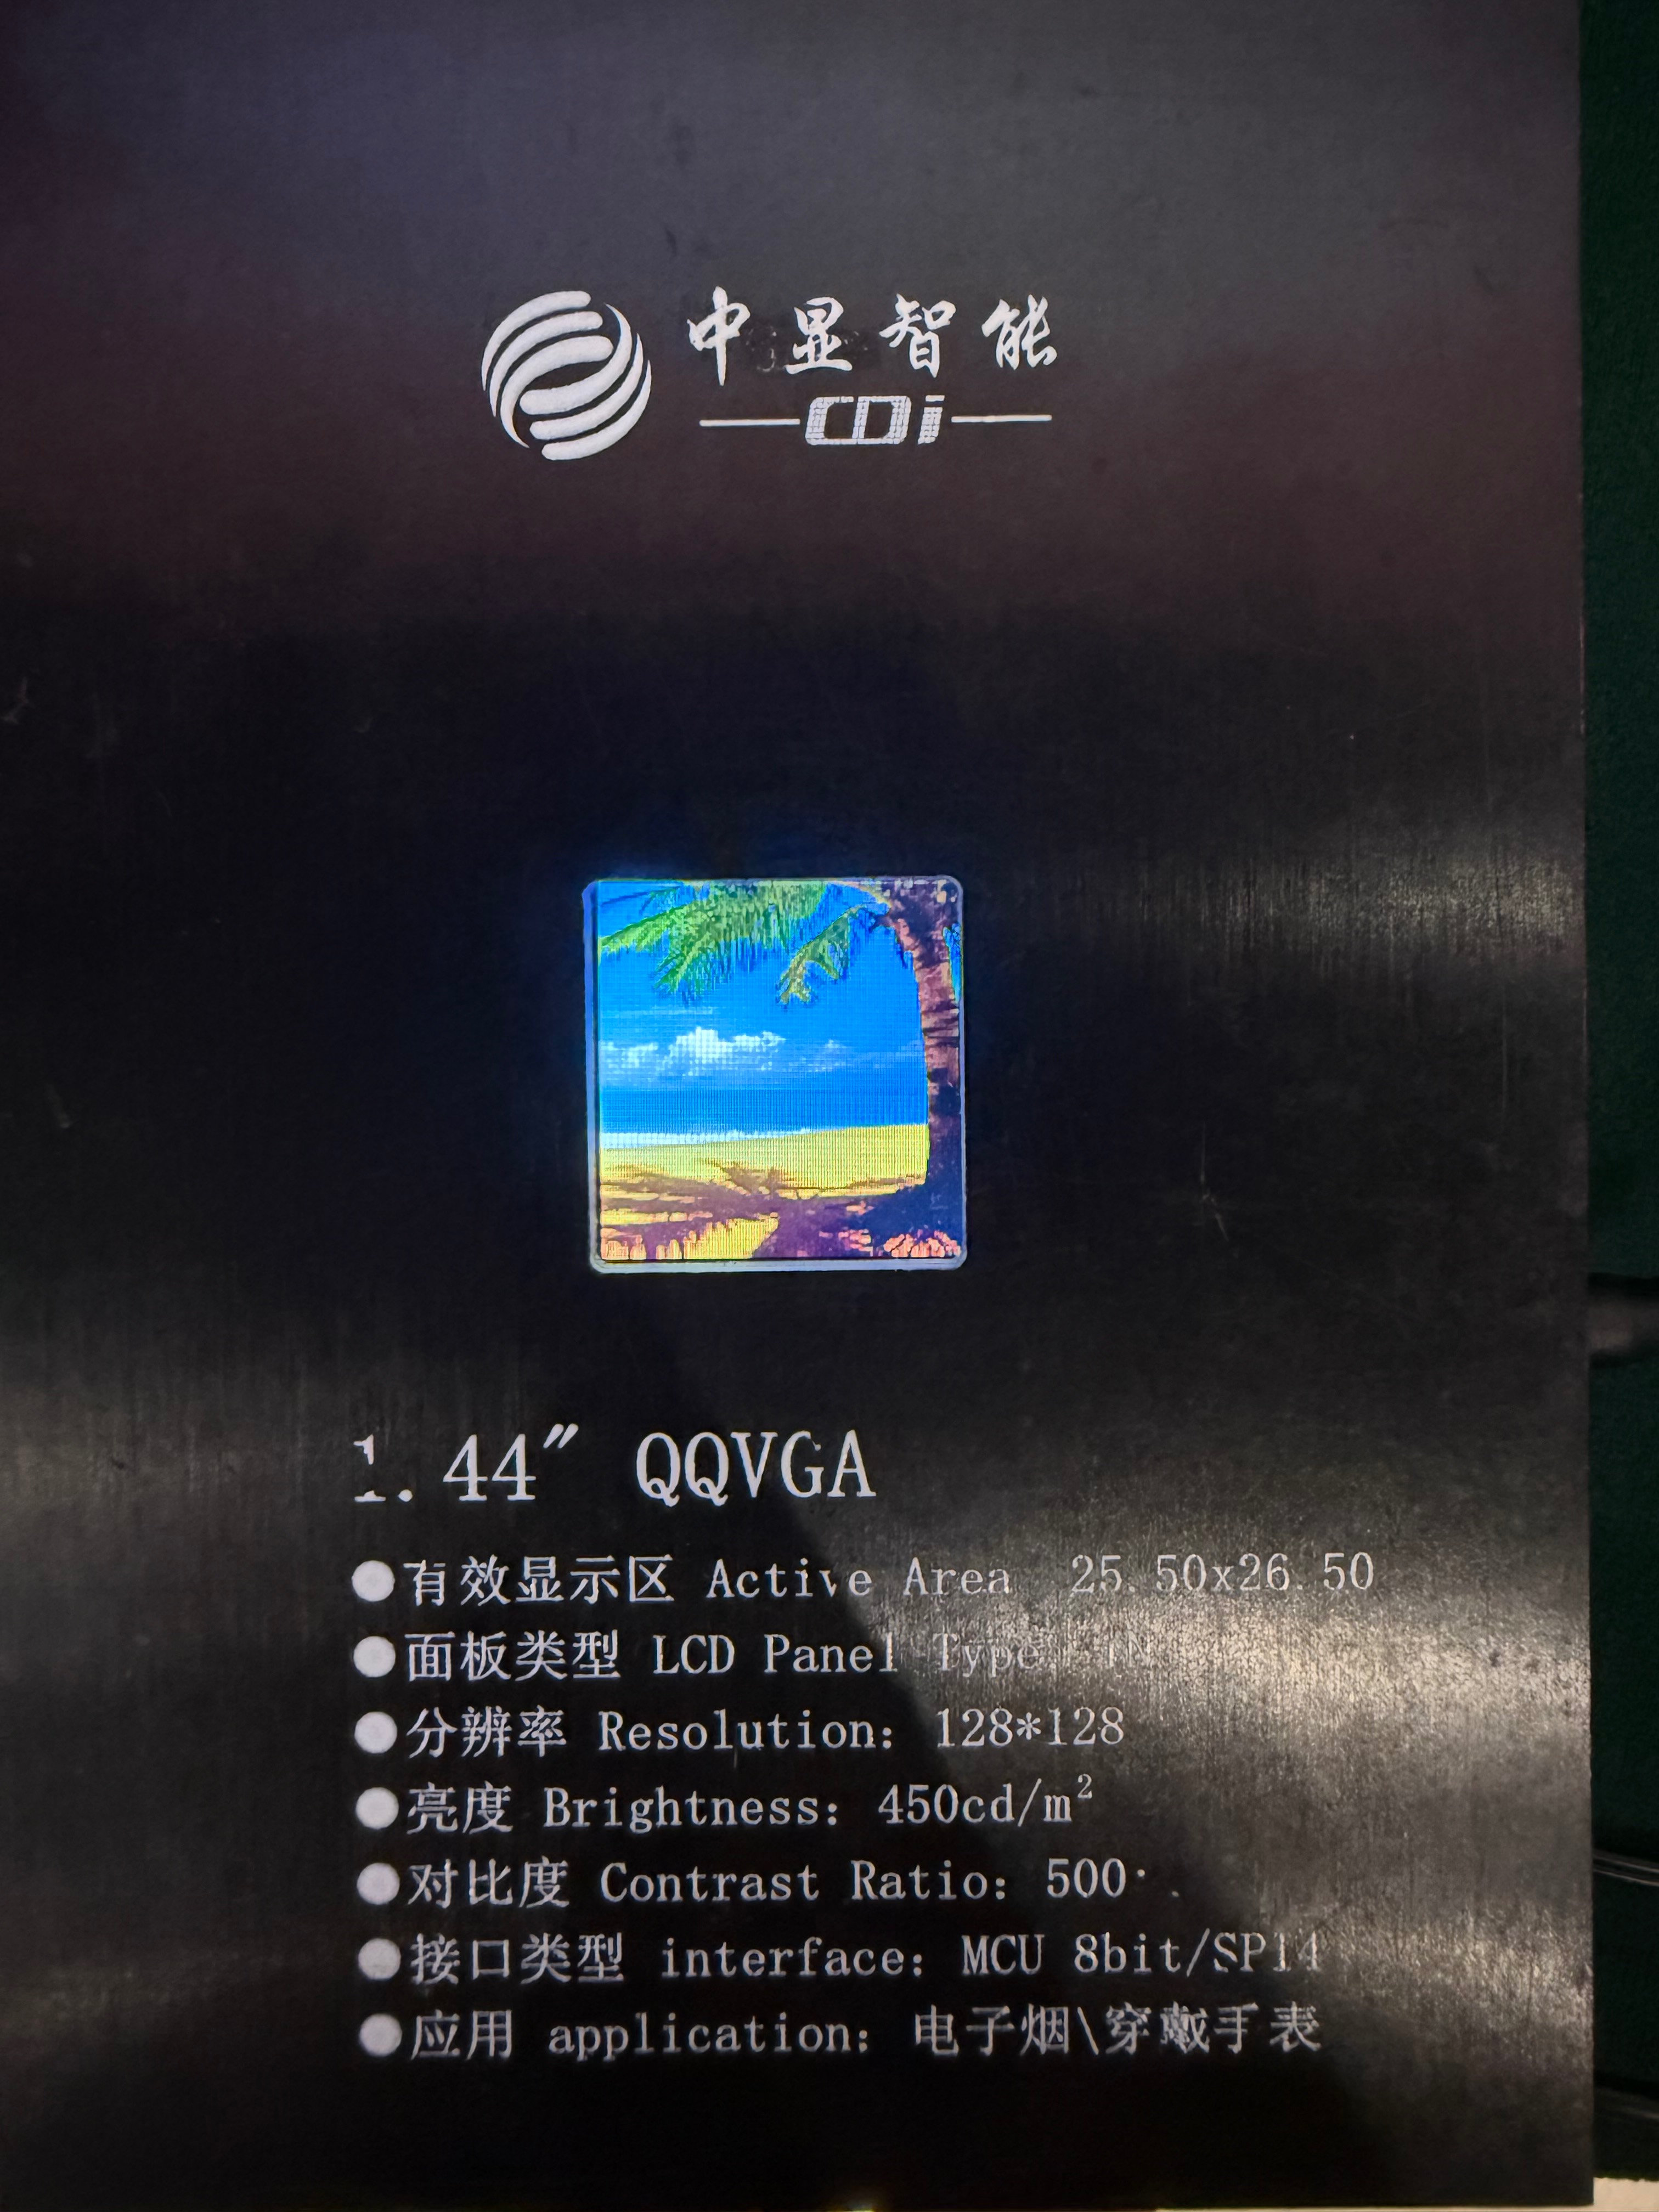 中显智能
CDi
1.44" QQVGA
●有效显示区 Active Area 25.50x26.50
●面板类型 LCD Panel Type
●分辨率 Resolution: 128*128
●亮度 Brightness: 450cd/m²
●对比度 Contrast Ratio: 500
●接口类型 interface: MCU 8bit/SPI4
●应用 application: 电子烟\穿戴手表